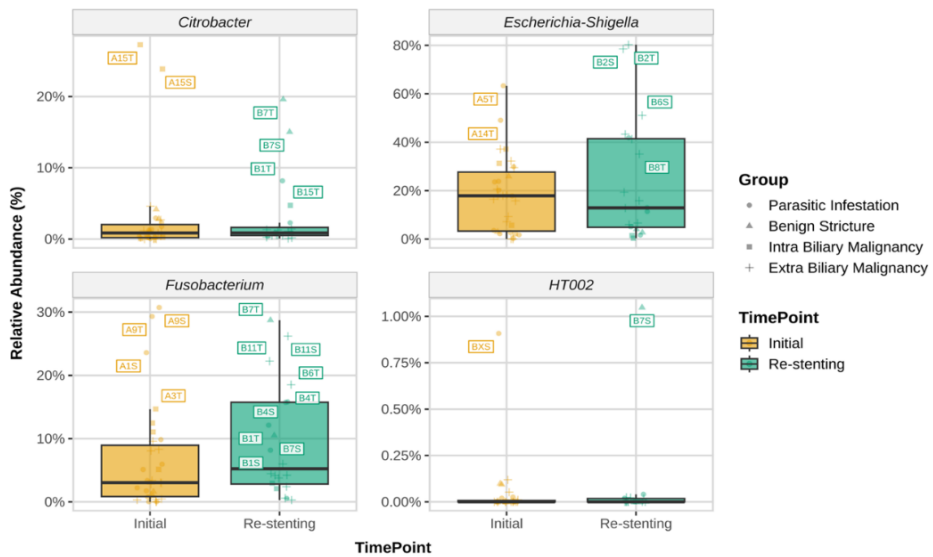 Citrobacter
Escherichia-Shigella
A15T
A15S
B7T
B7S
B1T
B15T
20%
10%
0%
A5T
A14T
B2S
B2T
B6S
B8T
80%
60%
40%
20%
0%
Fusobacterium
HT002
A9T
A9S
A1S
A3T
B7T
B11T
B11S
B6T
B4T
B4S
B1T
B7S
B1S
30%
20%
10%
0%
BXS
B7S
1.00%
0.75%
0.50%
0.25%
0.00%
Initial
Re-stenting
Initial
Re-stenting
TimePoint
Relative Abundance (%)
Group
Parasitic Infestation
Benign Stricture
Intra Biliary Malignancy
Extra Biliary Malignancy
TimePoint
Initial
Re-stenting